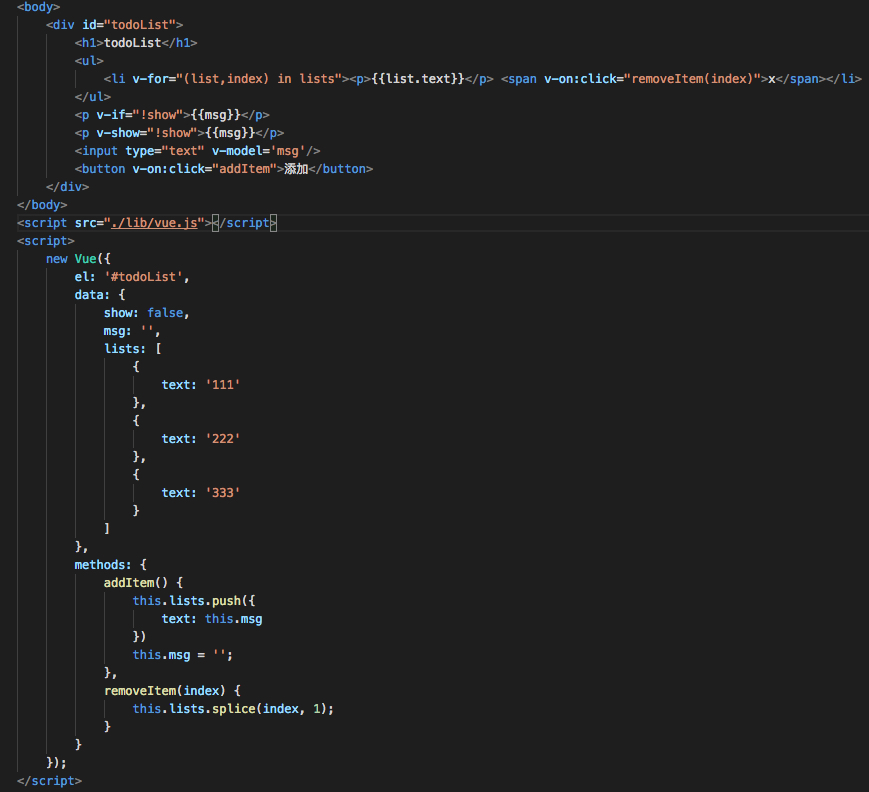 <body>
    <div id="todoList">
        <h1>todoList</h1>
        <ul>
            <li v-for="(list,index) in lists"><p>{{list.text}}</p> <span v-on:click="removeItem(index)">x</span></li>
        </ul>
        <p v-if="!show">{{msg}}</p>
        <p v-show="!show">{{msg}}</p>
        <input type="text" v-model='msg'/>
        <button v-on:click="addItem">添加</button>
    </div>
</body>
<script src="./lib/vue.js"></script>
<script>
    new Vue({
        el: '#todoList',
        data: {
            show: false,
            msg: '',
            lists: [
                {
                    text: '111'
                },
                {
                    text: '222'
                },
                {
                    text: '333'
                }
            ]
        },
        methods: {
            addItem() {
                this.lists.push({
                    text: this.msg
                })
                this.msg = '';
            },
            removeItem(index) {
                this.lists.splice(index, 1);
            }
        }
    });
</script>